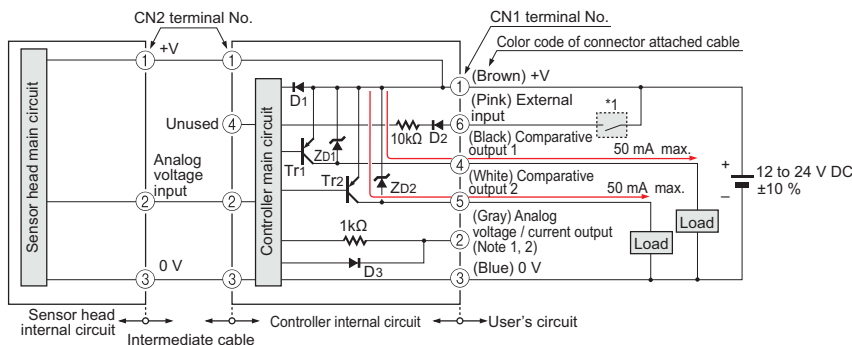 CN2 terminal No.
CN1 terminal No.
Color code of connector attached cable
+V
1
1
1
(Brown) +V
Sensor head main circuit
Controller main circuit
D1
(Pink) External
input
*1
Unused
4
10kΩ
D2
6
(Black) Comparative
output 1
50 mA max.
Tr1
ZD1
4
Analog
voltage
input
Tr2
(White) Comparative
output 2
50 mA max.
+
12 to 24 V DC
±10 %
–
2
2
ZD2
5
1kΩ
(Gray) Analog
voltage / current output
(Note 1, 2)
2
Load
Load
D3
0 V
3
3
3
(Blue) 0 V
Sensor head
internal circuit
Intermediate cable
Controller internal circuit
User's circuit